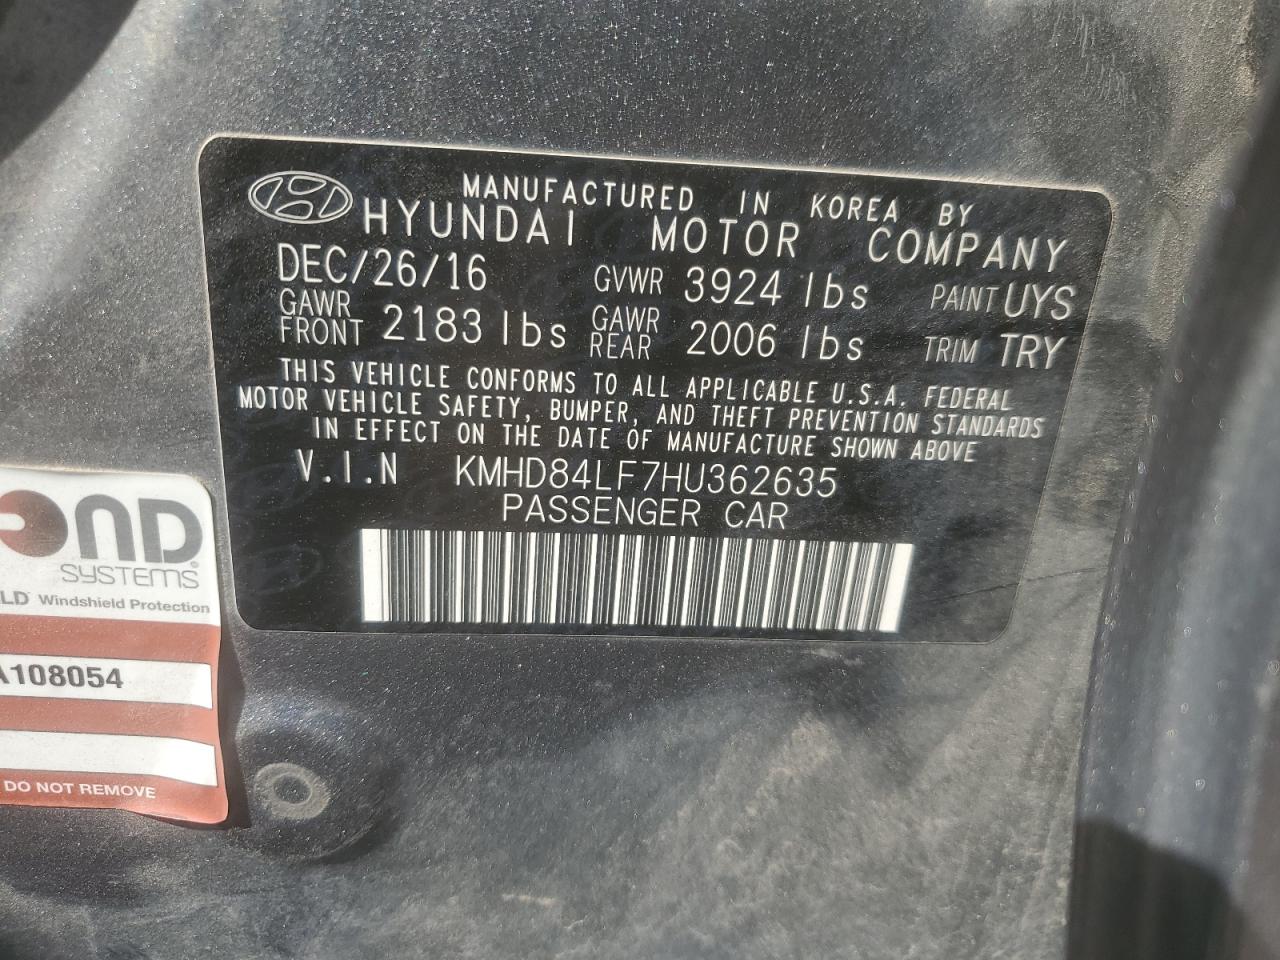 MANUFACTURED IN KOREA BY
HYUNDAI MOTOR COMPANY
DEC/26/16 GVWR 3924 lbs PAINT UYS
GAWR FRONT 2183 lbs GAWR REAR 2006 lbs TRIM TRY
THIS VEHICLE CONFORMS TO ALL APPLICABLE U.S.A. FEDERAL
MOTOR VEHICLE SAFETY, BUMPER, AND THEFT PREVENTION STANDARDS
IN EFFECT ON THE DATE OF MANUFACTURE SHOWN ABOVE
V.I.N KMHD84LF7HU362635
PASSENGER CAR
OND
SYSTEMS
LD Windshield Protection
A108054
DO NOT REMOVE